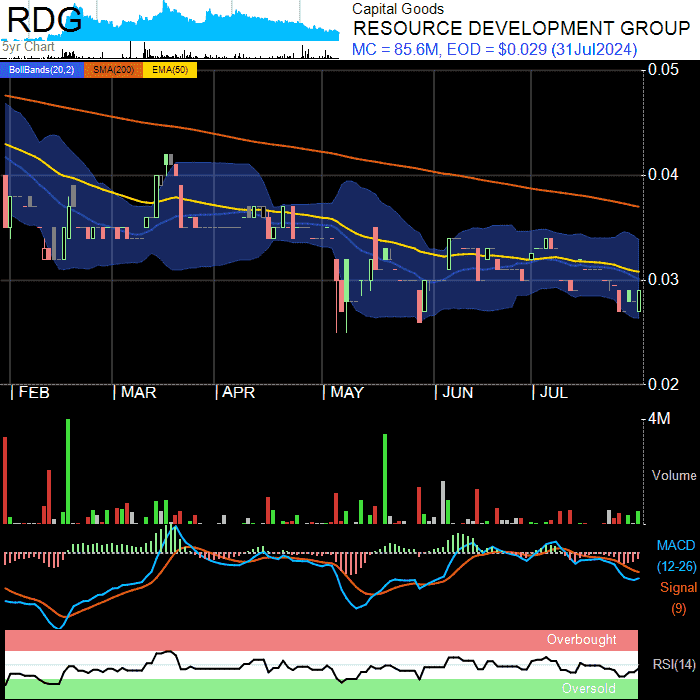 RDG
5yr Chart
Capital Goods
RESOURCE DEVELOPMENT GROUP
MC = 85.6M, EOD = $0.029 (31Jul2024)
BollBands(20,2) SMA(200) EMA(50)
0.05
0.04
0.03
0.02
FEB MAR APR MAY JUN JUL
4M
Volume
MACD
(12-26)
Signal
(9)
Overbought
RSI(14)
Oversold